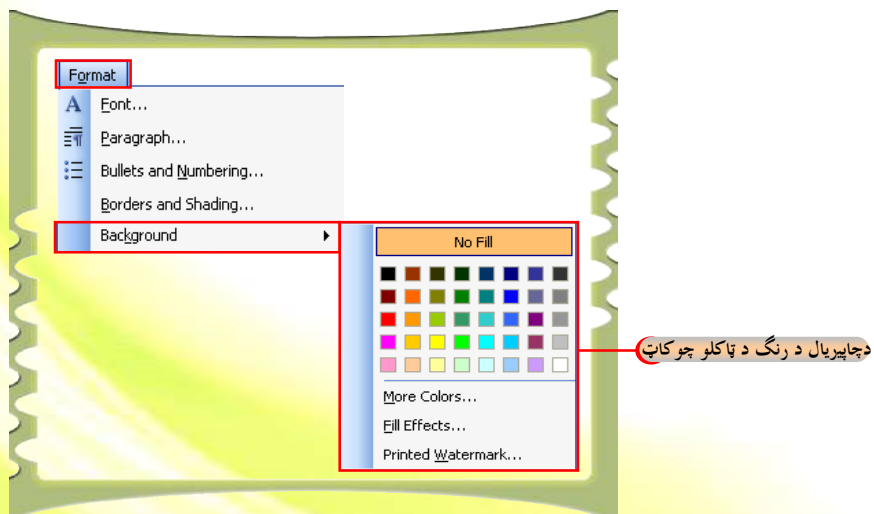 Format
Font...
Paragraph...
Bullets and Numbering...
Borders and Shading...
Background
No Fill
More Colors...
Fill Effects...
Printed Watermark...
دچاپیریال د رنگ د ټاکلو چوکاټ